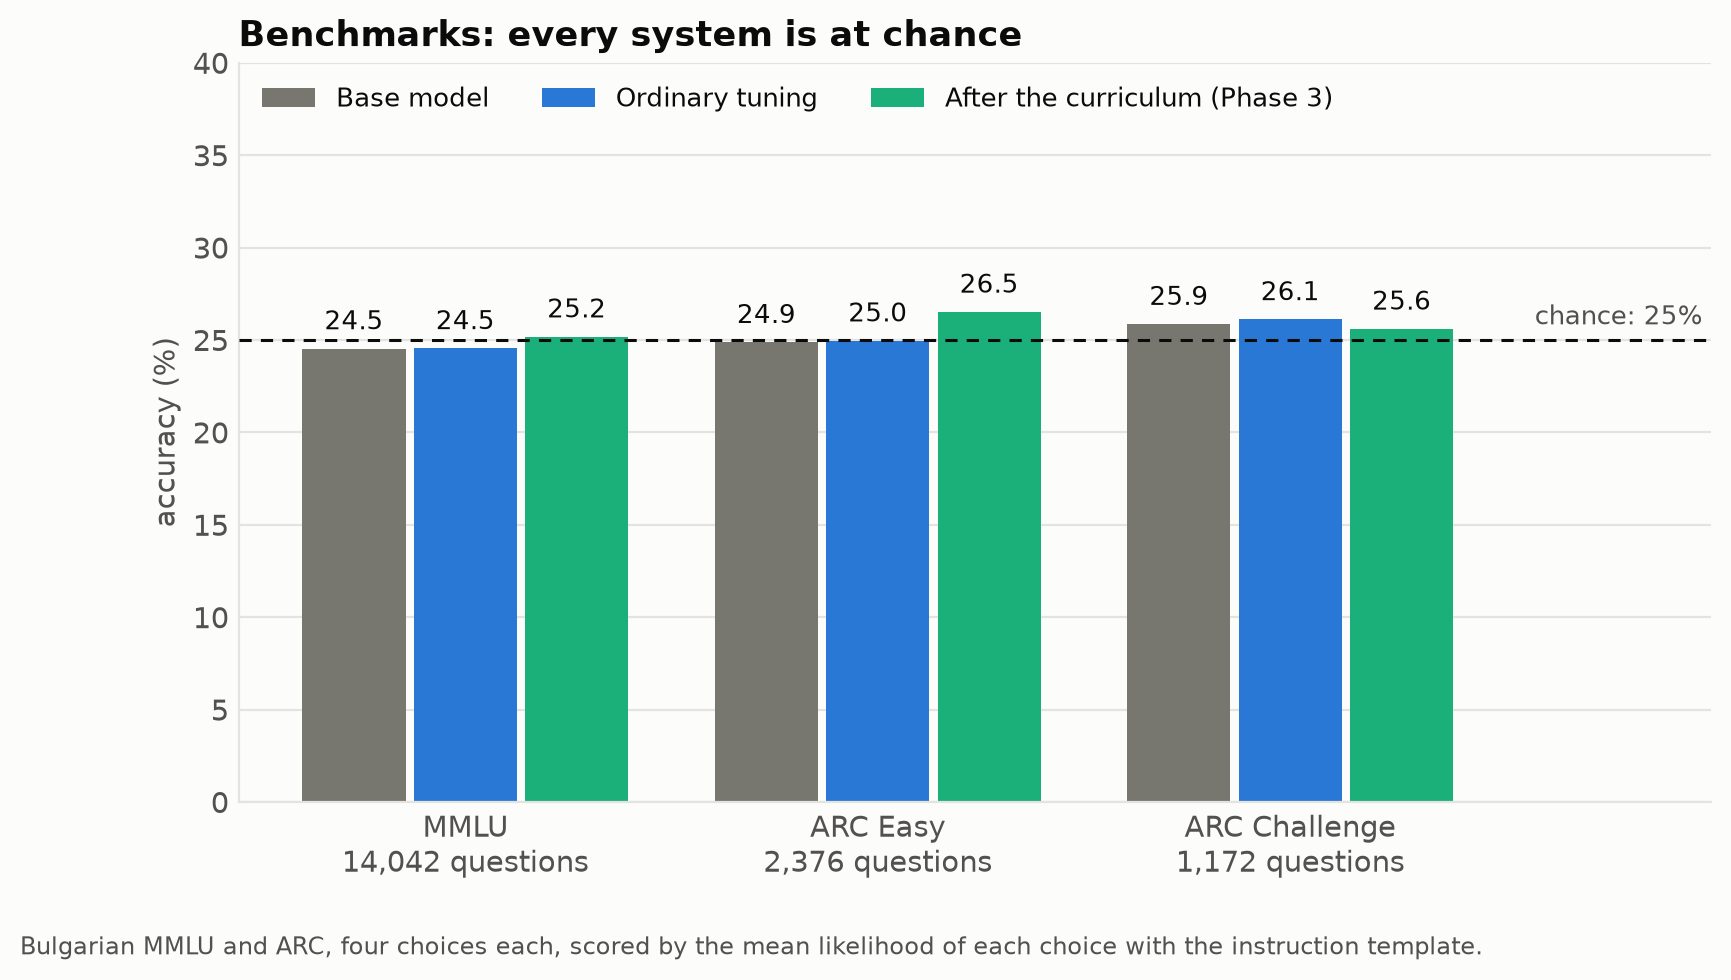 Benchmarks: every system is at chance
40
Base model Ordinary tuning After the curriculum (Phase 3)
35
30
25
20
15
10
5
0
accuracy (%)
24.5 24.5 25.2
24.9 25.0 26.5
25.9 26.1 25.6
chance: 25%
MMLU
14,042 questions
ARC Easy
2,376 questions
ARC Challenge
1,172 questions
Bulgarian MMLU and ARC, four choices each, scored by the mean likelihood of each choice with the instruction template.